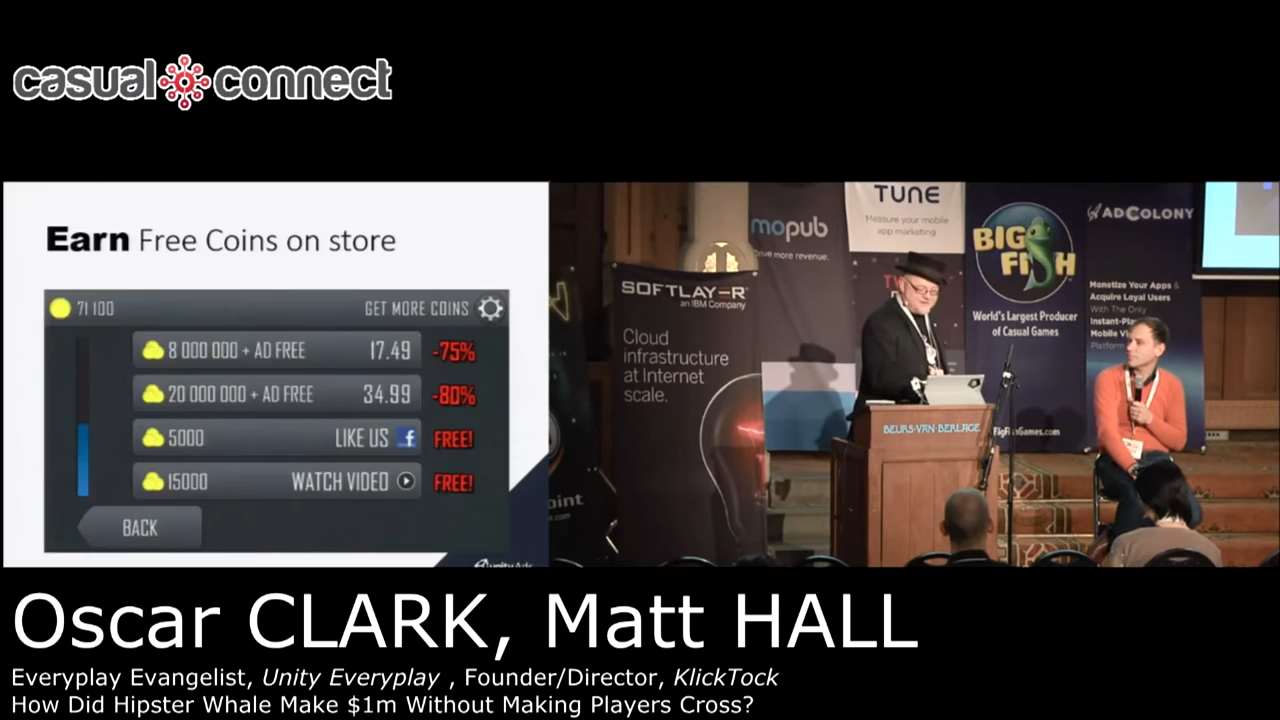 casual connect
Earn Free Coins on store
71 100
GET MORE COINS
8 000 000 + AD FREE 17.49 -75%
20 000 000 + AD FREE 34.99 -80%
5000 LIKE US f FREE!
15000 WATCH VIDEO FREE!
BACK
SOFTLAYER
an IBM Company
Cloud
infrastructure
at Internet
scale.
mopub
TUNE
Measure your mobile
app marketing
BIG
FISH
World's Largest Producer
of Casual Games
ADCOLONY
Monetize Your Apps &
Acquire Loyal Users
With The Only
BEURS-VAN-BERLAGE
Oscar CLARK, Matt HALL
Everyplay Evangelist, Unity Everyplay , Founder/Director, KlickTock
How Did Hipster Whale Make $1m Without Making Players Cross?